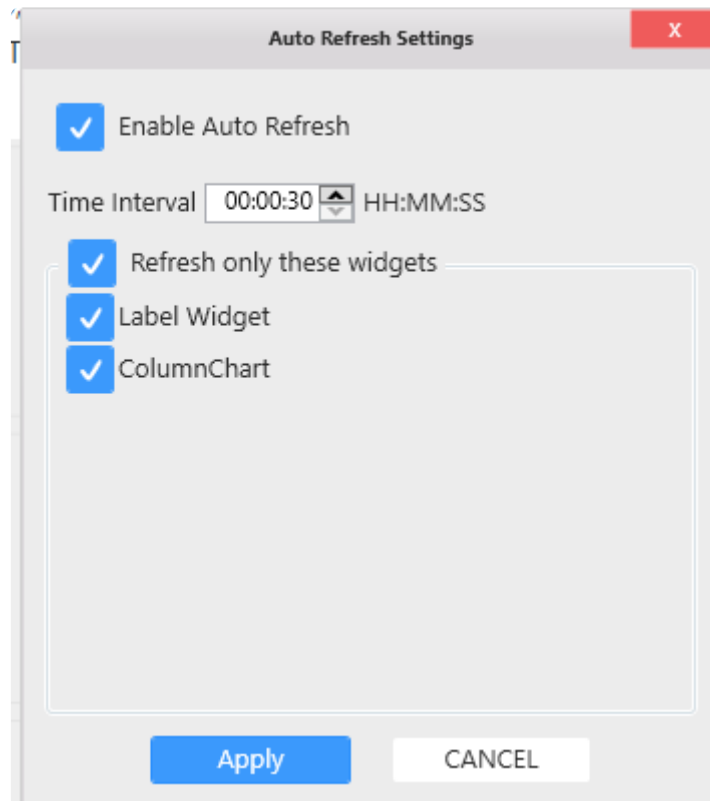 Auto Refresh Settings
X
Enable Auto Refresh
Time Interval 00:00:30 HH:MM:SS
Refresh only these widgets
Label Widget
ColumnChart
Apply CANCEL